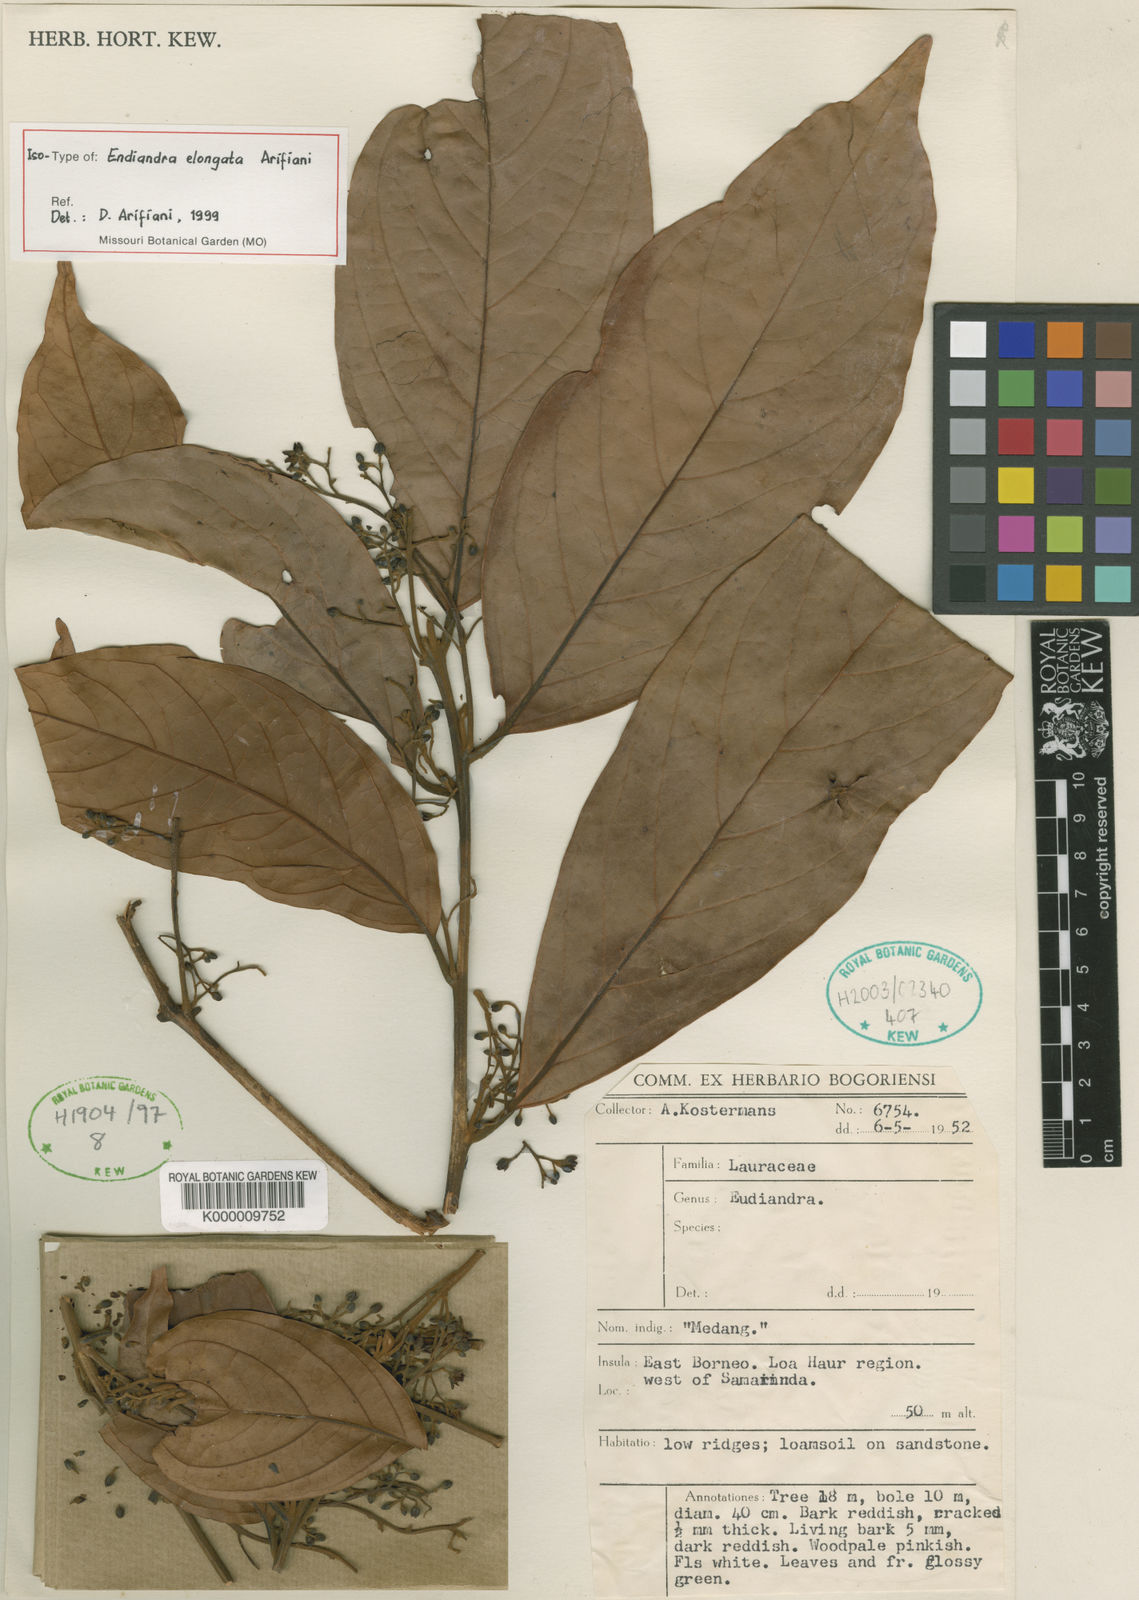 HERB. HORT. KEW.
Iso-Type of: Endiandra elongata Arifiani
Ref.
Det.: D. Arifiani, 1999
Missouri Botanical Garden (MO)
ROYAL BOTANIC GARDENS KEW
0 1 2 3 4 5 6 7 8 9 10
cm
copyright reserved
ROYAL BOTANIC GARDENS
H2003/02340
407
KEW
ROYAL BOTANIC GARDENS
H1904/97
8
KEW
ROYAL BOTANIC GARDENS KEW
K000009752
COMM. EX HERBARIO BOGORIENSI
Collector: A.Kostermans No.: 6754.
dd.: 6-5- 1952
Familia: Lauraceae
Genus: Eudiandra.
Species:
Det.: d.d.: 19
Nom. indig.: "Medang."
Insula: East Borneo. Loa Haur region.
Loc.: west of Samarinda.
50 m alt.
Habitatio: low ridges; loamsoil on sandstone.
Annotationes: Tree 18 m, bole 10 m,
diam. 40 cm. Bark reddish, cracked
½ mm thick. Living bark 5 mm,
dark reddish. Woodpale pinkish.
Fls white. Leaves and fr. glossy
green.